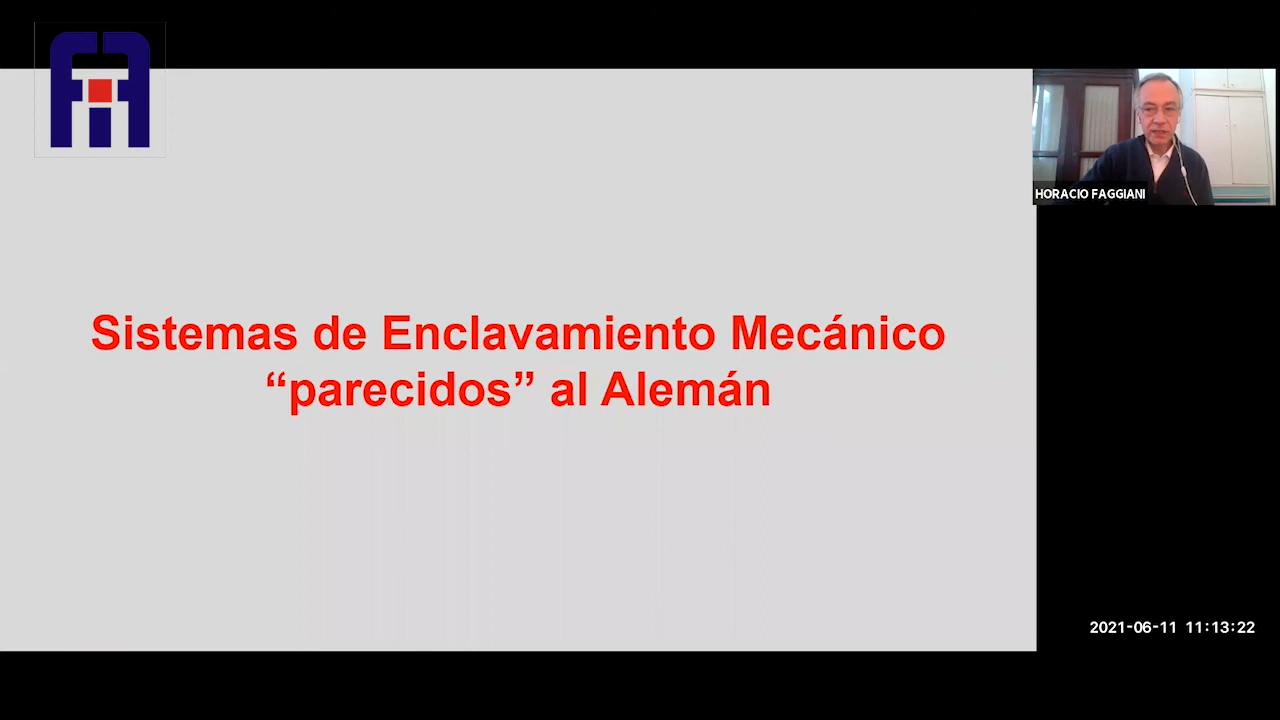 Sistemas de Enclavamiento Mecánico
“parecidos” al Alemán
HORACIO FAGGIANI
2021-06-11 11:13:22